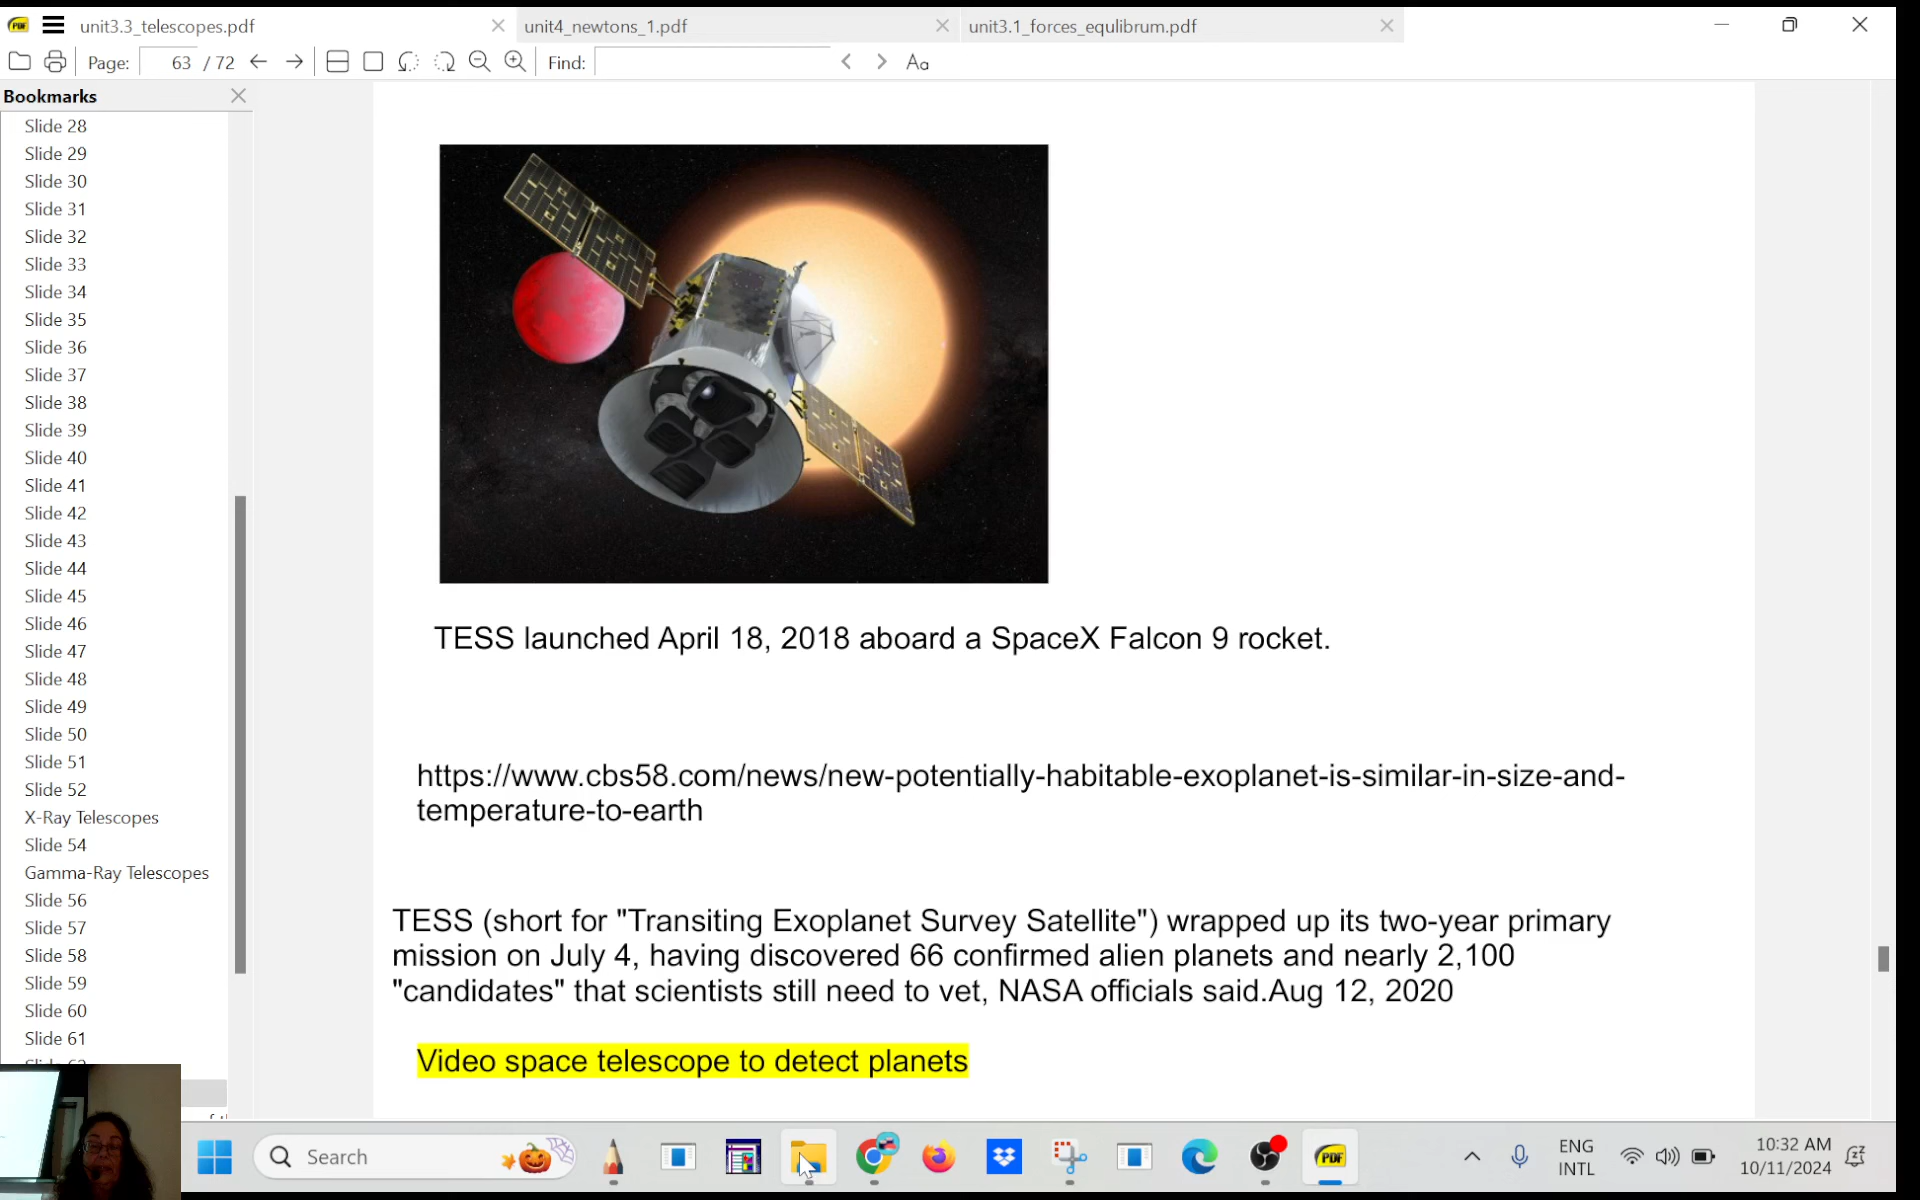 unit3.3_telescopes.pdf
unit4_newtons_1.pdf
unit3.1_forces_equlibrum.pdf
Page: 63 / 72
Find:
Aa
Bookmarks
Slide 28
Slide 29
Slide 30
Slide 31
Slide 32
Slide 33
Slide 34
Slide 35
Slide 36
Slide 37
Slide 38
Slide 39
Slide 40
Slide 41
Slide 42
Slide 43
Slide 44
Slide 45
Slide 46
Slide 47
Slide 48
Slide 49
Slide 50
Slide 51
Slide 52
X-Ray Telescopes
Slide 54
Gamma-Ray Telescopes
Slide 56
Slide 57
Slide 58
Slide 59
Slide 60
Slide 61
TESS launched April 18, 2018 aboard a SpaceX Falcon 9 rocket.
https://www.cbs58.com/news/new-potentially-habitable-exoplanet-is-similar-in-size-and-
temperature-to-earth
TESS (short for "Transiting Exoplanet Survey Satellite") wrapped up its two-year primary
mission on July 4, having discovered 66 confirmed alien planets and nearly 2,100
"candidates" that scientists still need to vet, NASA officials said.Aug 12, 2020
Video space telescope to detect planets
Search
PDF
ENG
INTL
10:32 AM
10/11/2024